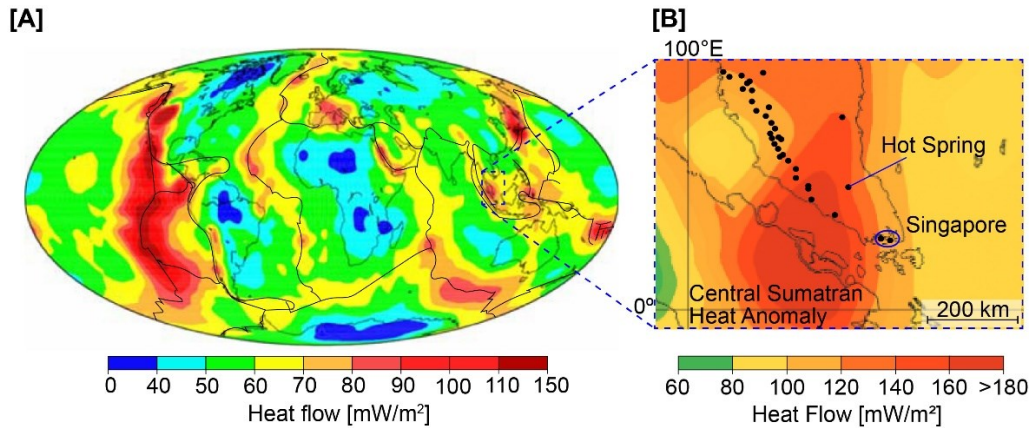 [A]
[B]
100°E
Hot Spring
Singapore
Central Sumatran
Heat Anomaly
0°
200 km
0 40 50 60 70 80 90 100 110 150
Heat flow [mW/m²]
60 80 100 120 140 160 >180
Heat Flow [mW/m²]